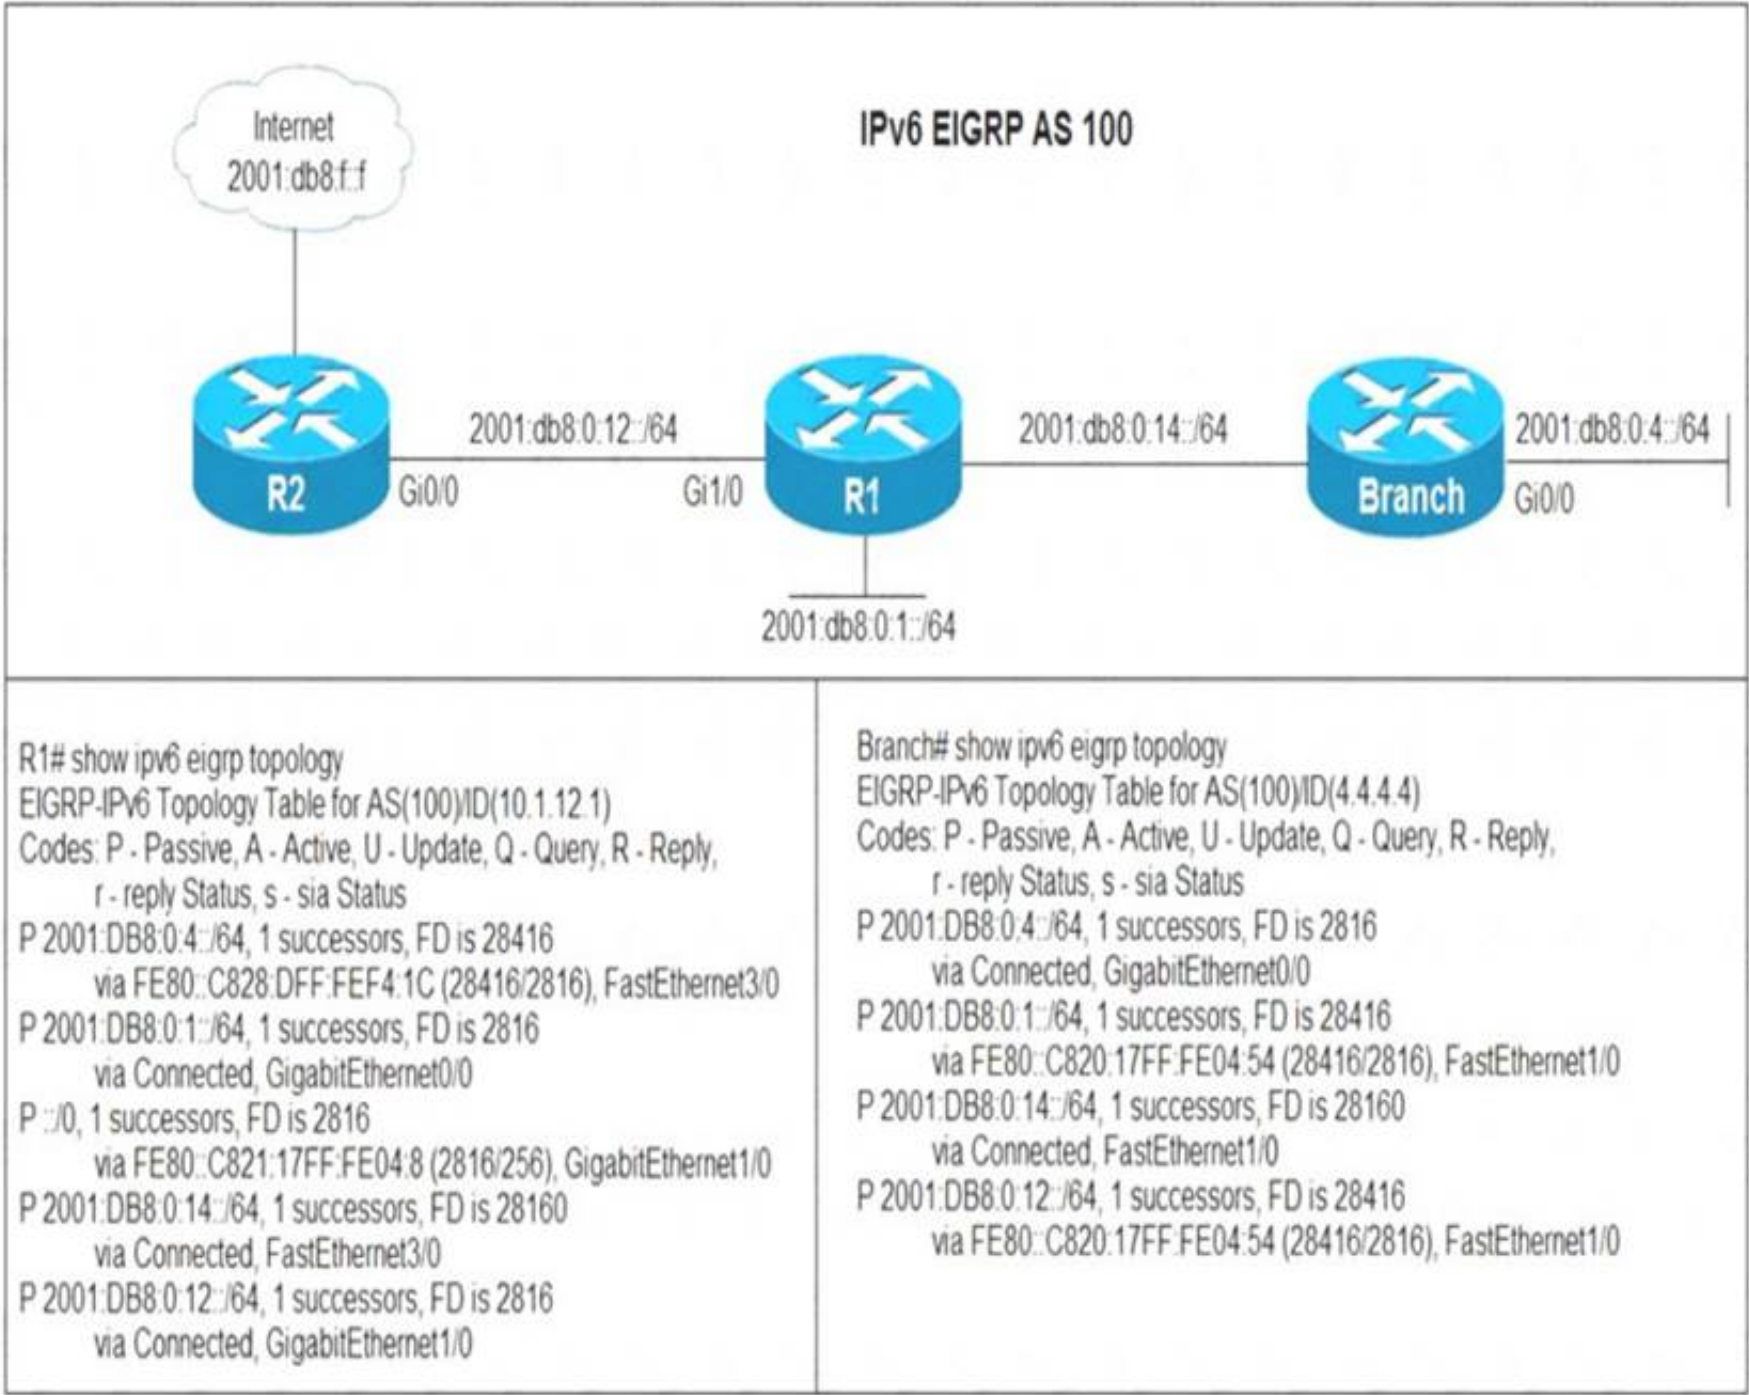 Internet
2001:db8:f::f
IPv6 EIGRP AS 100
2001:db8:0:12::/64
2001:db8:0:14::/64
2001:db8:0:4::/64
R2
Gi0/0
Gi1/0
R1
Branch
Gi0/0
2001:db8:0:1::/64
R1# show ipv6 eigrp topology
EIGRP-IPv6 Topology Table for AS(100)/ID(10.1.12.1)
Codes: P - Passive, A - Active, U - Update, Q - Query, R - Reply,
r - reply Status, s - sia Status
P 2001:DB8:0:4::/64, 1 successors, FD is 28416
via FE80::C828:DFF:FEF4:1C (28416/2816), FastEthernet3/0
P 2001:DB8:0:1::/64, 1 successors, FD is 2816
via Connected, GigabitEthernet0/0
P ::/0, 1 successors, FD is 2816
via FE80::C821:17FF:FE04:8 (2816/256), GigabitEthernet1/0
P 2001:DB8:0:14::/64, 1 successors, FD is 28160
via Connected, FastEthernet3/0
P 2001:DB8:0:12::/64, 1 successors, FD is 2816
via Connected, GigabitEthernet1/0
Branch# show ipv6 eigrp topology
EIGRP-IPv6 Topology Table for AS(100)/ID(4.4.4.4)
Codes: P - Passive, A - Active, U - Update, Q - Query, R - Reply,
r - reply Status, s - sia Status
P 2001:DB8:0:4::/64, 1 successors, FD is 2816
via Connected, GigabitEthernet0/0
P 2001:DB8:0:1::/64, 1 successors, FD is 28416
via FE80::C820:17FF:FE04:54 (28416/2816), FastEthernet1/0
P 2001:DB8:0:14::/64, 1 successors, FD is 28160
via Connected, FastEthernet1/0
P 2001:DB8:0:12::/64, 1 successors, FD is 28416
via FE80::C820:17FF:FE04:54 (28416/2816), FastEthernet1/0